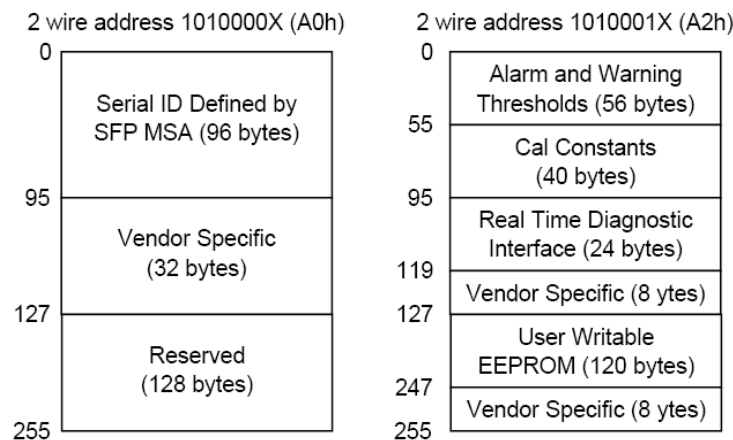 2 wire address 1010000X (A0h)
0
Serial ID Defined by
SFP MSA (96 bytes)
95
Vendor Specific
(32 bytes)
127
Reserved
(128 bytes)
255
2 wire address 1010001X (A2h)
0
Alarm and Warning
Thresholds (56 bytes)
55
Cal Constants
(40 bytes)
95
Real Time Diagnostic
Interface (24 bytes)
119
Vendor Specific (8 ytes)
127
User Writable
EEPROM (120 bytes)
247
Vendor Specific (8 ytes)
255